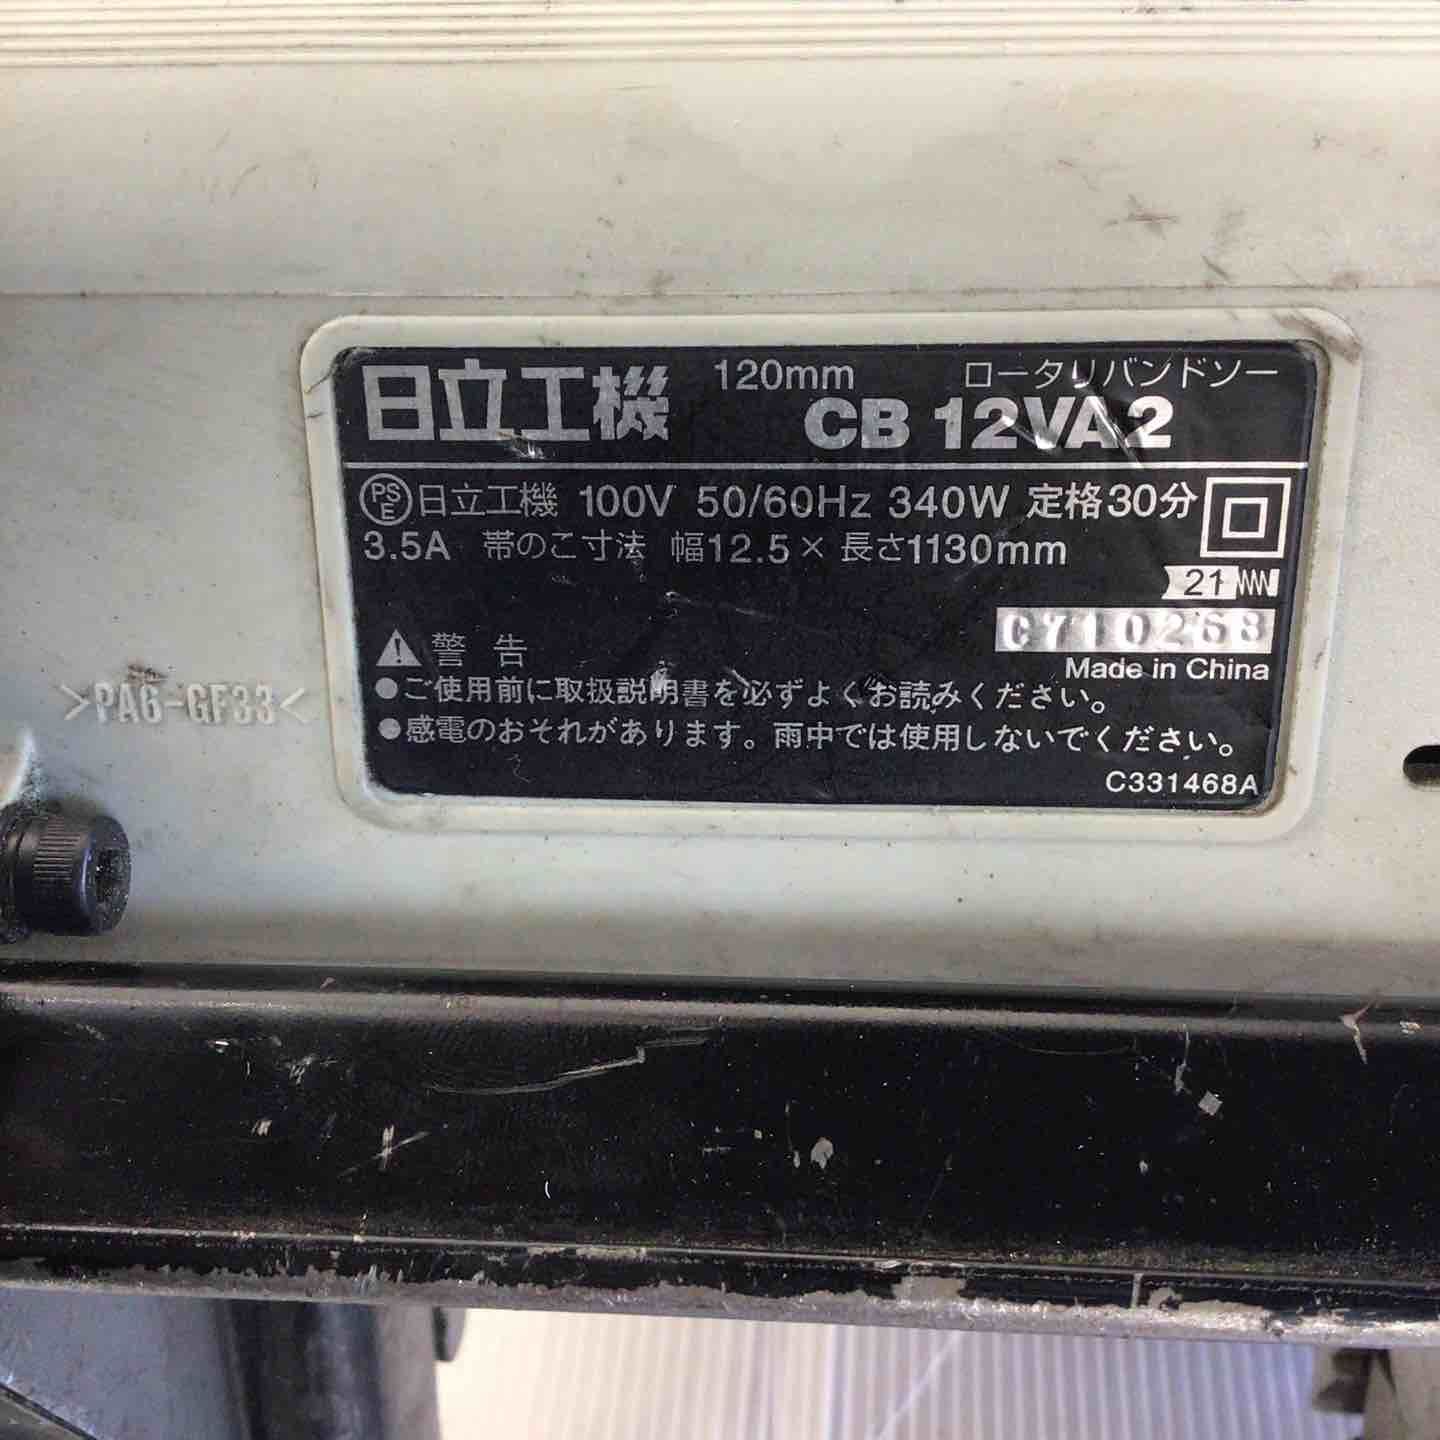 日立工機 120mm ロータリバンドソー
CB 12VA2
PSE 日立工機 100V 50/60Hz 340W 定格30分
3.5A 帯のこ寸法 幅12.5×長さ1130mm
21
C710268
Made in China
警告
●ご使用前に取扱説明書を必ずよくお読みください。
●感電のおそれがあります。雨中では使用しないでください。
C331468A
>PA6-GF33<